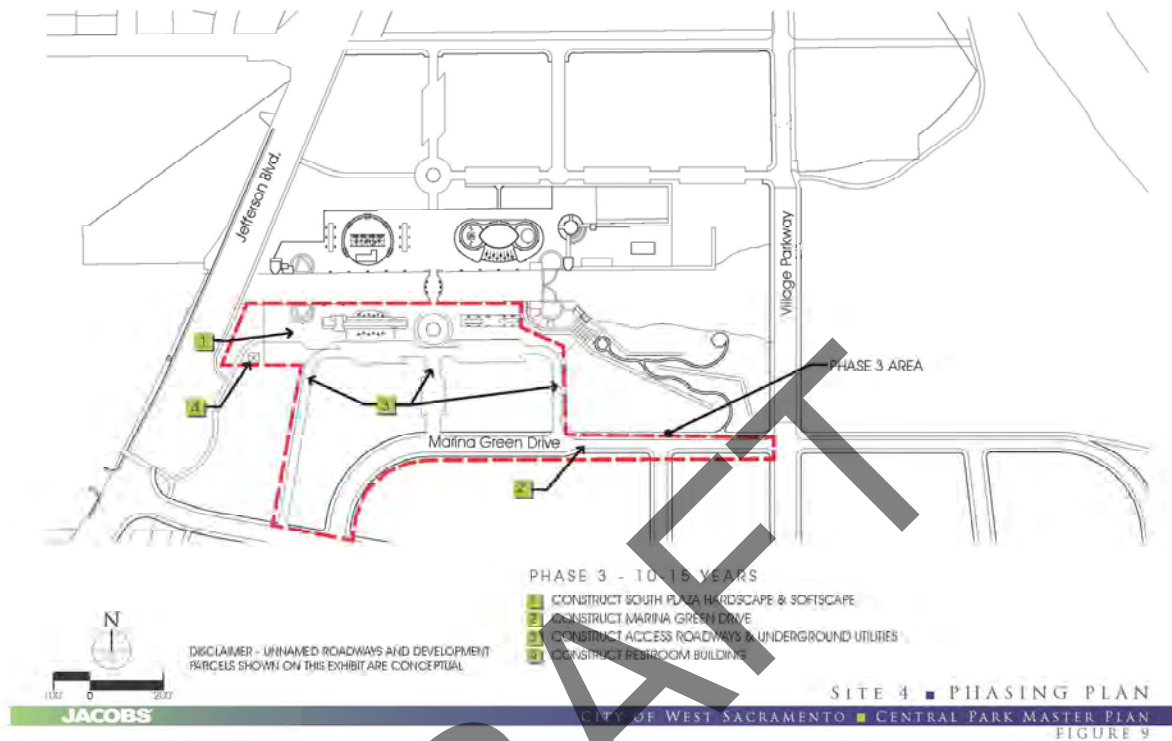 Jefferson Blvd.
Village Parkway
1
PHASE 3 AREA
4
3
Marina Green Drive
2
PHASE 3 - 10-15 YEARS
1 CONSTRUCT SOUTH PLAZA HARDSCAPE & SOFTSCAPE
2 CONSTRUCT MARINA GREEN DRIVE
3 CONSTRUCT ACCESS ROADWAYS & UNDERGROUND UTILITIES
4 CONSTRUCT RESTROOM BUILDING
N
DISCLAIMER - UNNAMED ROADWAYS AND DEVELOPMENT
PARCELS SHOWN ON THIS EXHIBIT ARE CONCEPTUAL
100' 0 200'
SITE 4 ■ PHASING PLAN
JACOBS
CITY OF WEST SACRAMENTO ■ CENTRAL PARK MASTER PLAN
FIGURE 9
DRAFT